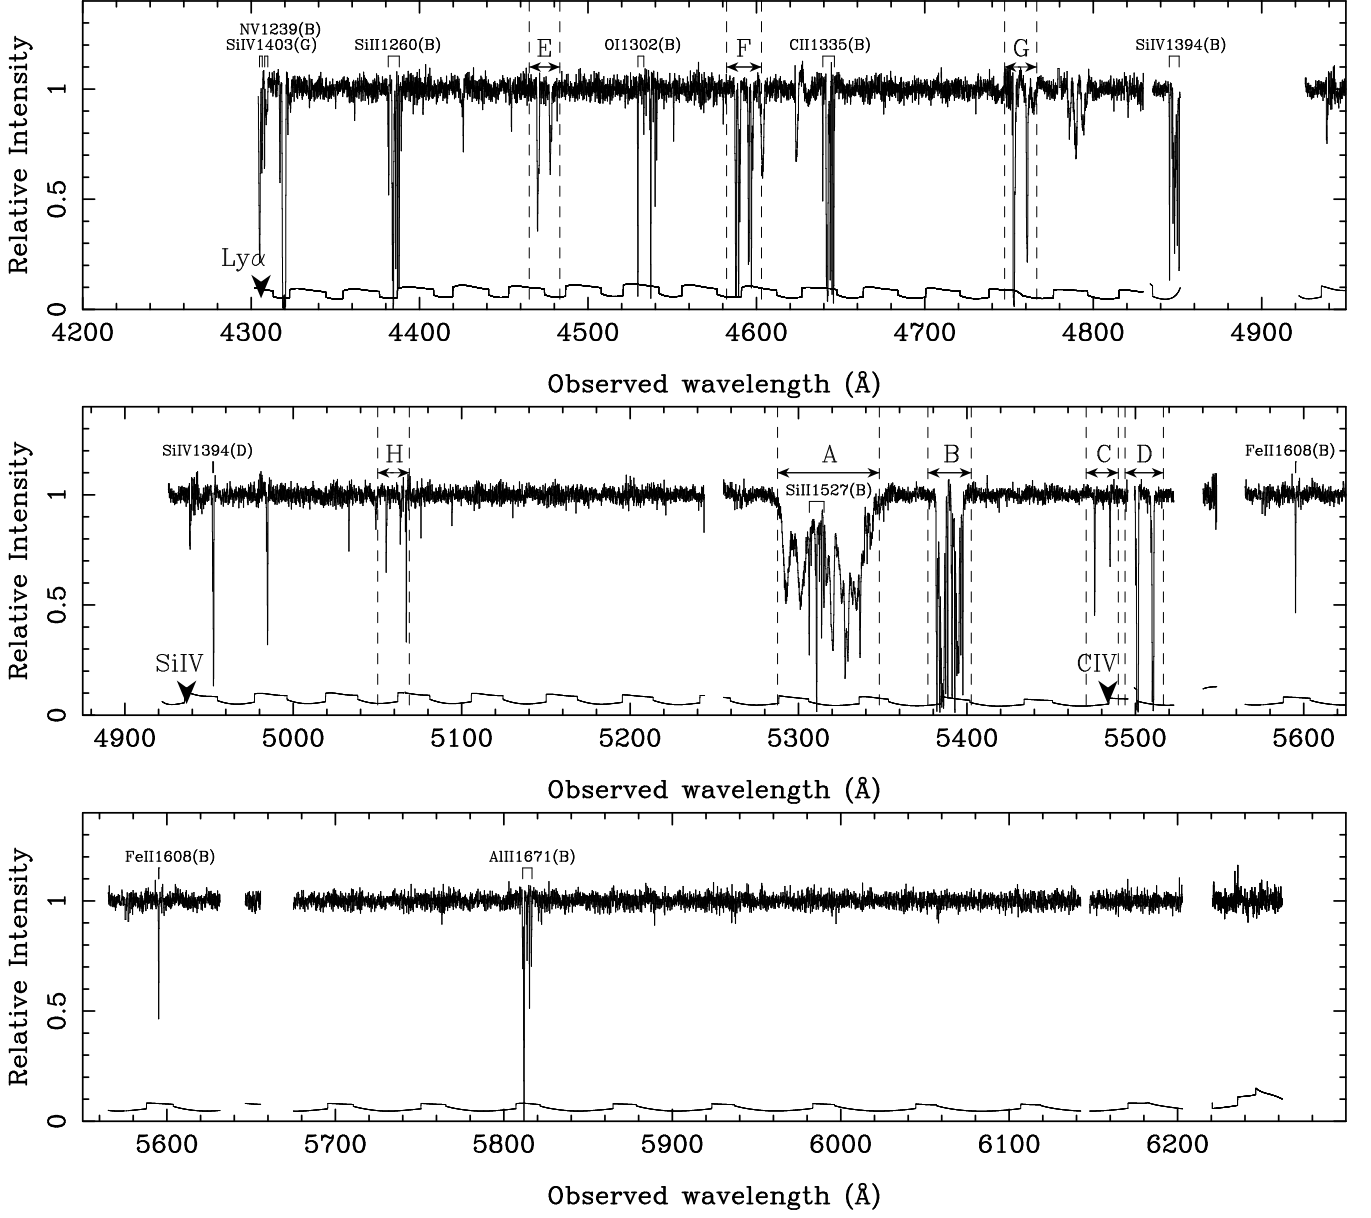 NV1239(B)
SiIV1403(G) SiII1260(B) E OI1302(B) F CII1335(B) G SiIV1394(B)
1
0.5
0
Relative Intensity
Lyα
4200 4300 4400 4500 4600 4700 4800 4900
Observed wavelength (Å)
SiIV1394(D) H A B C D FeII1608(B)
SiII1527(B)
1
0.5
0
Relative Intensity
SiIV CIV
4900 5000 5100 5200 5300 5400 5500 5600
Observed wavelength (Å)
FeII1608(B) AlII1671(B)
1
0.5
0
Relative Intensity
5600 5700 5800 5900 6000 6100 6200
Observed wavelength (Å)